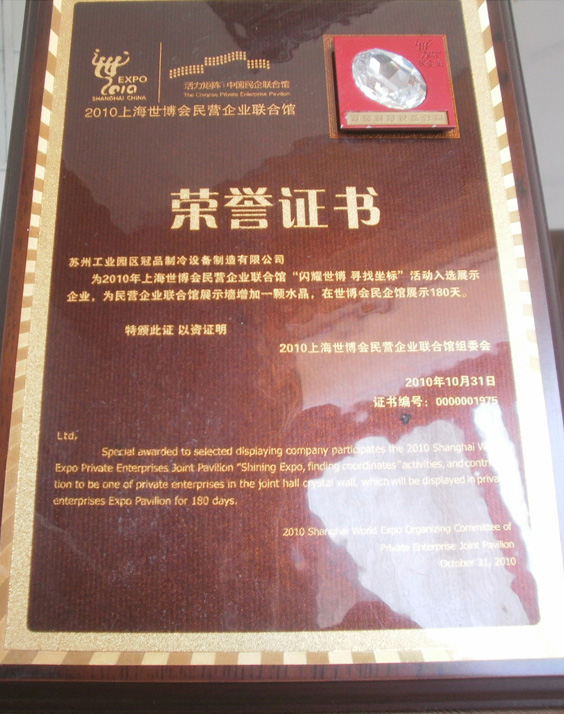 EXPO
2010
SHANGHAI CHINA
活力矩阵 中国民企联合馆
The Chinese Private Enterprise Pavilion
2010上海世博会民营企业联合馆
荣誉证书
苏州工业园区冠品制冷设备制造有限公司
为2010年上海世博会民营企业联合馆“闪耀世博 寻找坐标”活动入选展示
企业，为民营企业联合馆展示墙增加一颗水晶，在世博会民企馆展示180天。
特颁此证 以资证明
2010上海世博会民营企业联合馆组委会
2010年10月31日
证书编号：0000001975
Ltd,
Special awarded to selected displaying company participates the 2010 Shanghai
Expo Private Enterprises Joint Pavilion "Shining Expo, finding coordinates" activities, and
tion to be one of private enterprises in the joint hall crystal wall, which will be displayed in
enterprises Expo Pavilion for 180 days.
2010 Shanghai World Expo Organizing Committee of
Private Enterprise Joint Pavilion
October 31, 2010